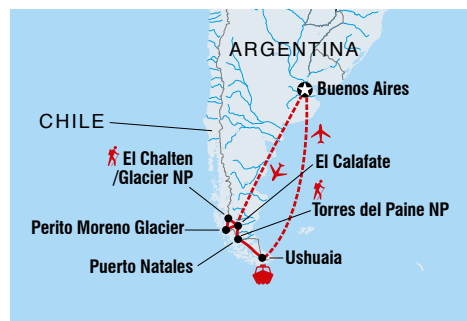 ARGENTINA
Buenos Aires
CHILE
El Chalten
/Glacier NP
El Calafate
Torres del Paine NP
Perito Moreno Glacier
Puerto Natales
Ushuaia